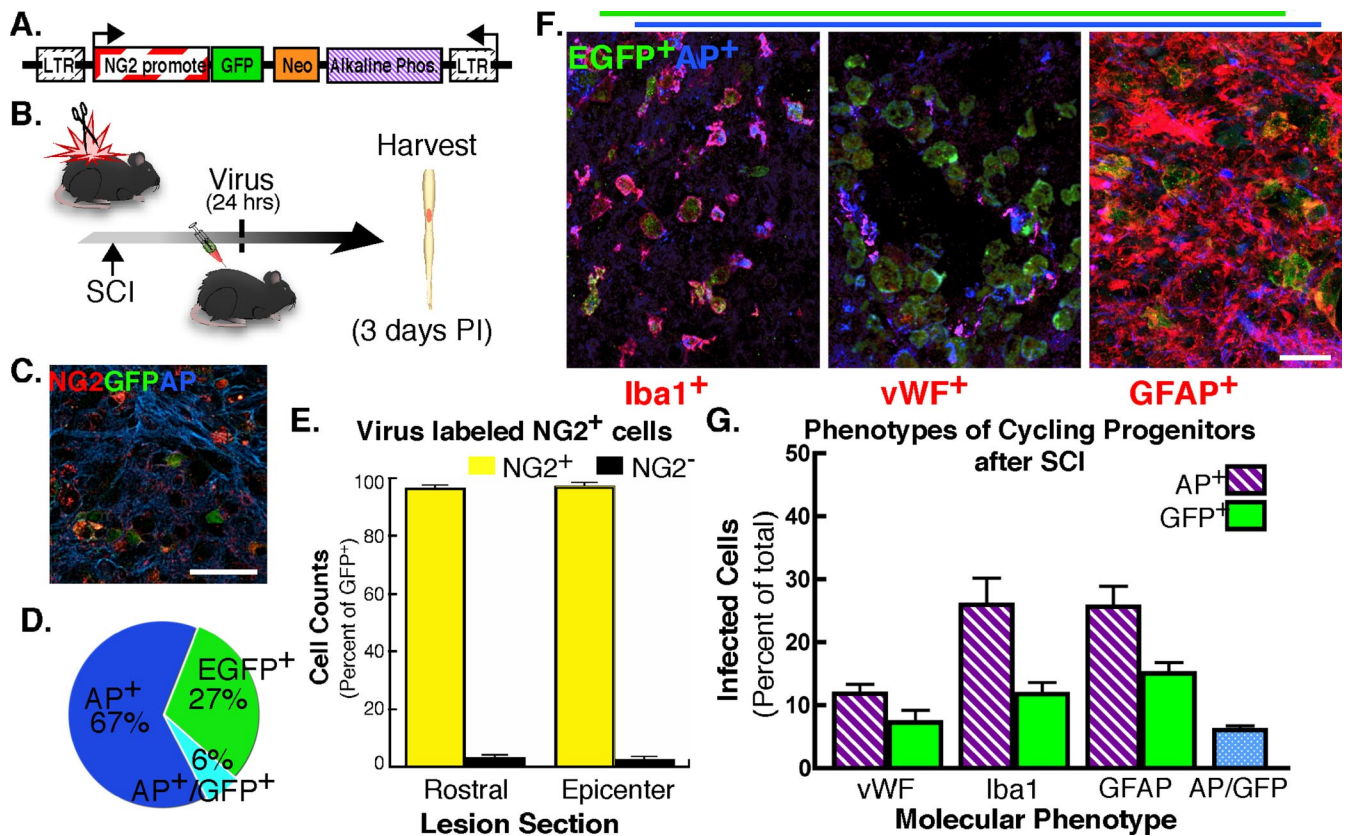 A.
LTR NG2 promote GFP Neo Alkaline Phos LTR
B.
Harvest
Virus
(24 hrs)
SCI
(3 days PI)
C.
NG2GFPAP
D.
AP+
67%
EGFP+
27%
6%
AP+/GFP+
E.
Virus labeled NG2+ cells
NG2+ NG2-
Cell Counts
(Percent of GFP+)
100
80
60
40
20
0
Rostral Epicenter
Lesion Section
F.
EGFP+AP+
Iba1+ vWF+ GFAP+
G.
Phenotypes of Cycling Progenitors
after SCI
AP+
GFP+
Infected Cells
(Percent of total)
50
40
30
20
10
0
vWF Iba1 GFAP AP/GFP
Molecular Phenotype